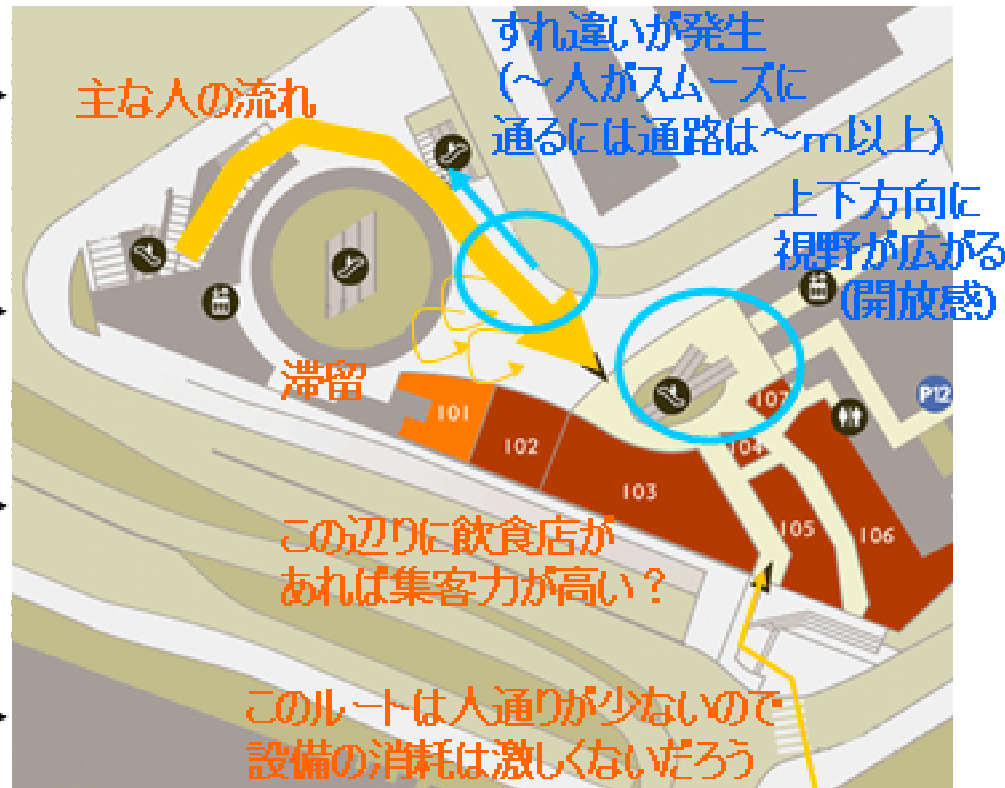 すれ違いが発生
(～人がスムーズに
通るには通路は～m以上)
主な人の流れ
上下方向に
視野が広がる
(開放感)
滞留
P12
101
102
103
104
105
106
107
この辺りに飲食店が
あれば集客力が高い？
このルートは人通りが少ないので
設備の消耗は激しくないだろう